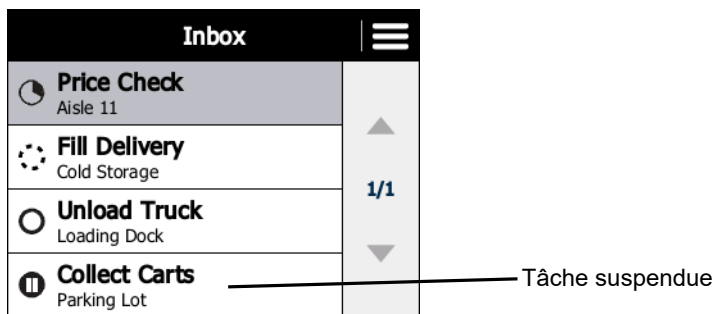 Inbox
Price Check
Aisle 11
Fill Delivery
Cold Storage
1/1
Unload Truck
Loading Dock
Collect Carts
Parking Lot
Tâche suspendue